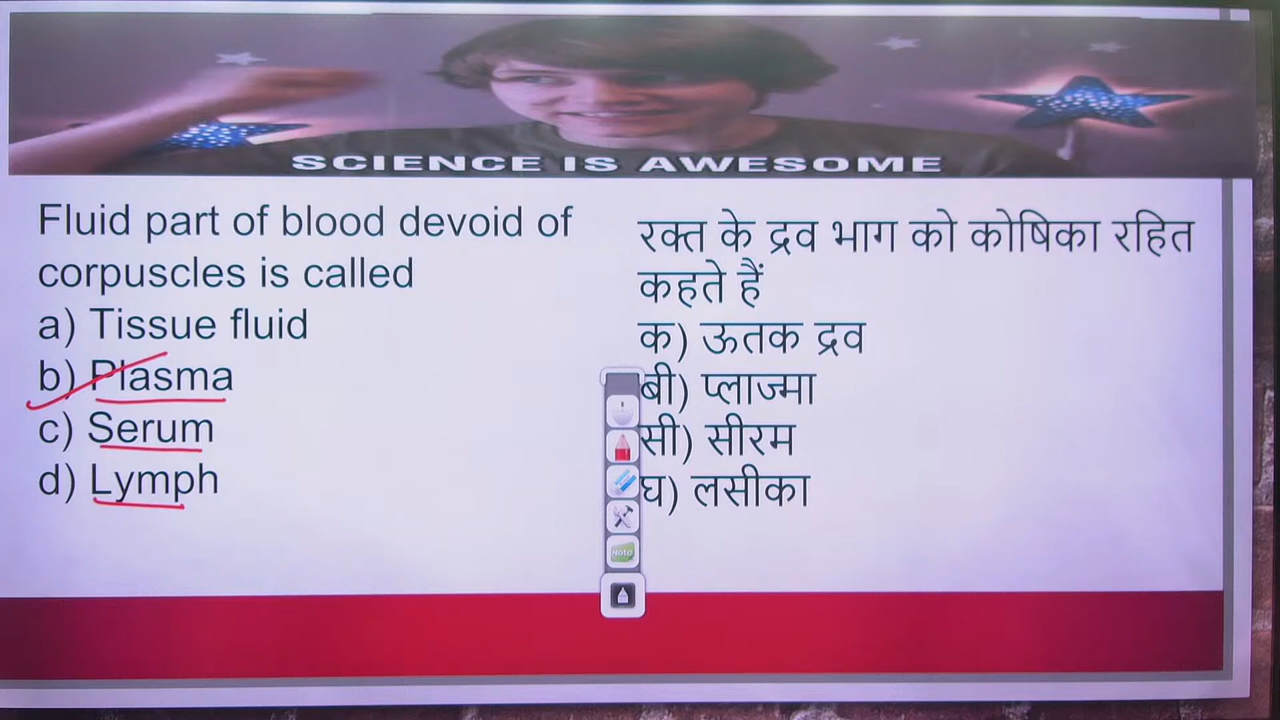 SCIENCE IS AWESOME
Fluid part of blood devoid of
corpuscles is called
a) Tissue fluid
b) Plasma
c) Serum
d) Lymph
रक्त के द्रव भाग को कोषिका रहित
कहते हैं
क) ऊतक द्रव
बी) प्लाज्मा
सी) सीरम
घ) लसीका
Note